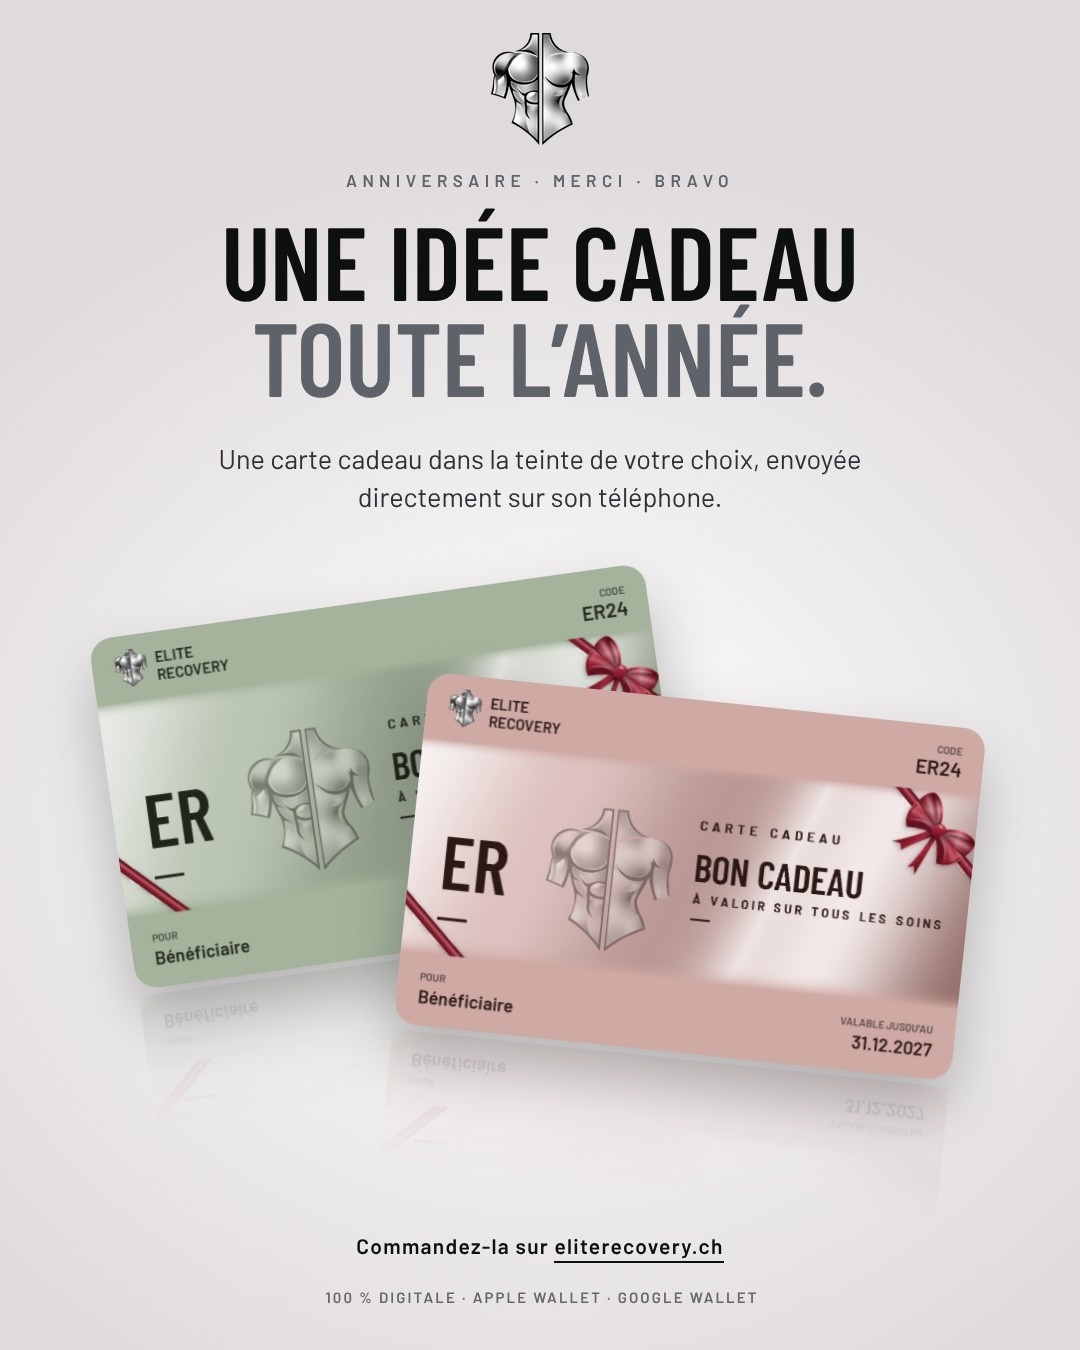 ANNIVERSAIRE · MERCI · BRAVO
UNE IDÉE CADEAU
TOUTE L’ANNÉE.
Une carte cadeau dans la teinte de votre choix, envoyée
directement sur son téléphone.
ELITE
RECOVERY
CODE
ER24
CAR
BO
À
ER
POUR
Bénéficiaire
ELITE
RECOVERY
CODE
ER24
CARTE CADEAU
BON CADEAU
À VALOIR SUR TOUS LES SOINS
ER
POUR
Bénéficiaire
VALABLE JUSQU'AU
31.12.2027
Commandez-la sur eliterecovery.ch
100 % DIGITALE · APPLE WALLET · GOOGLE WALLET